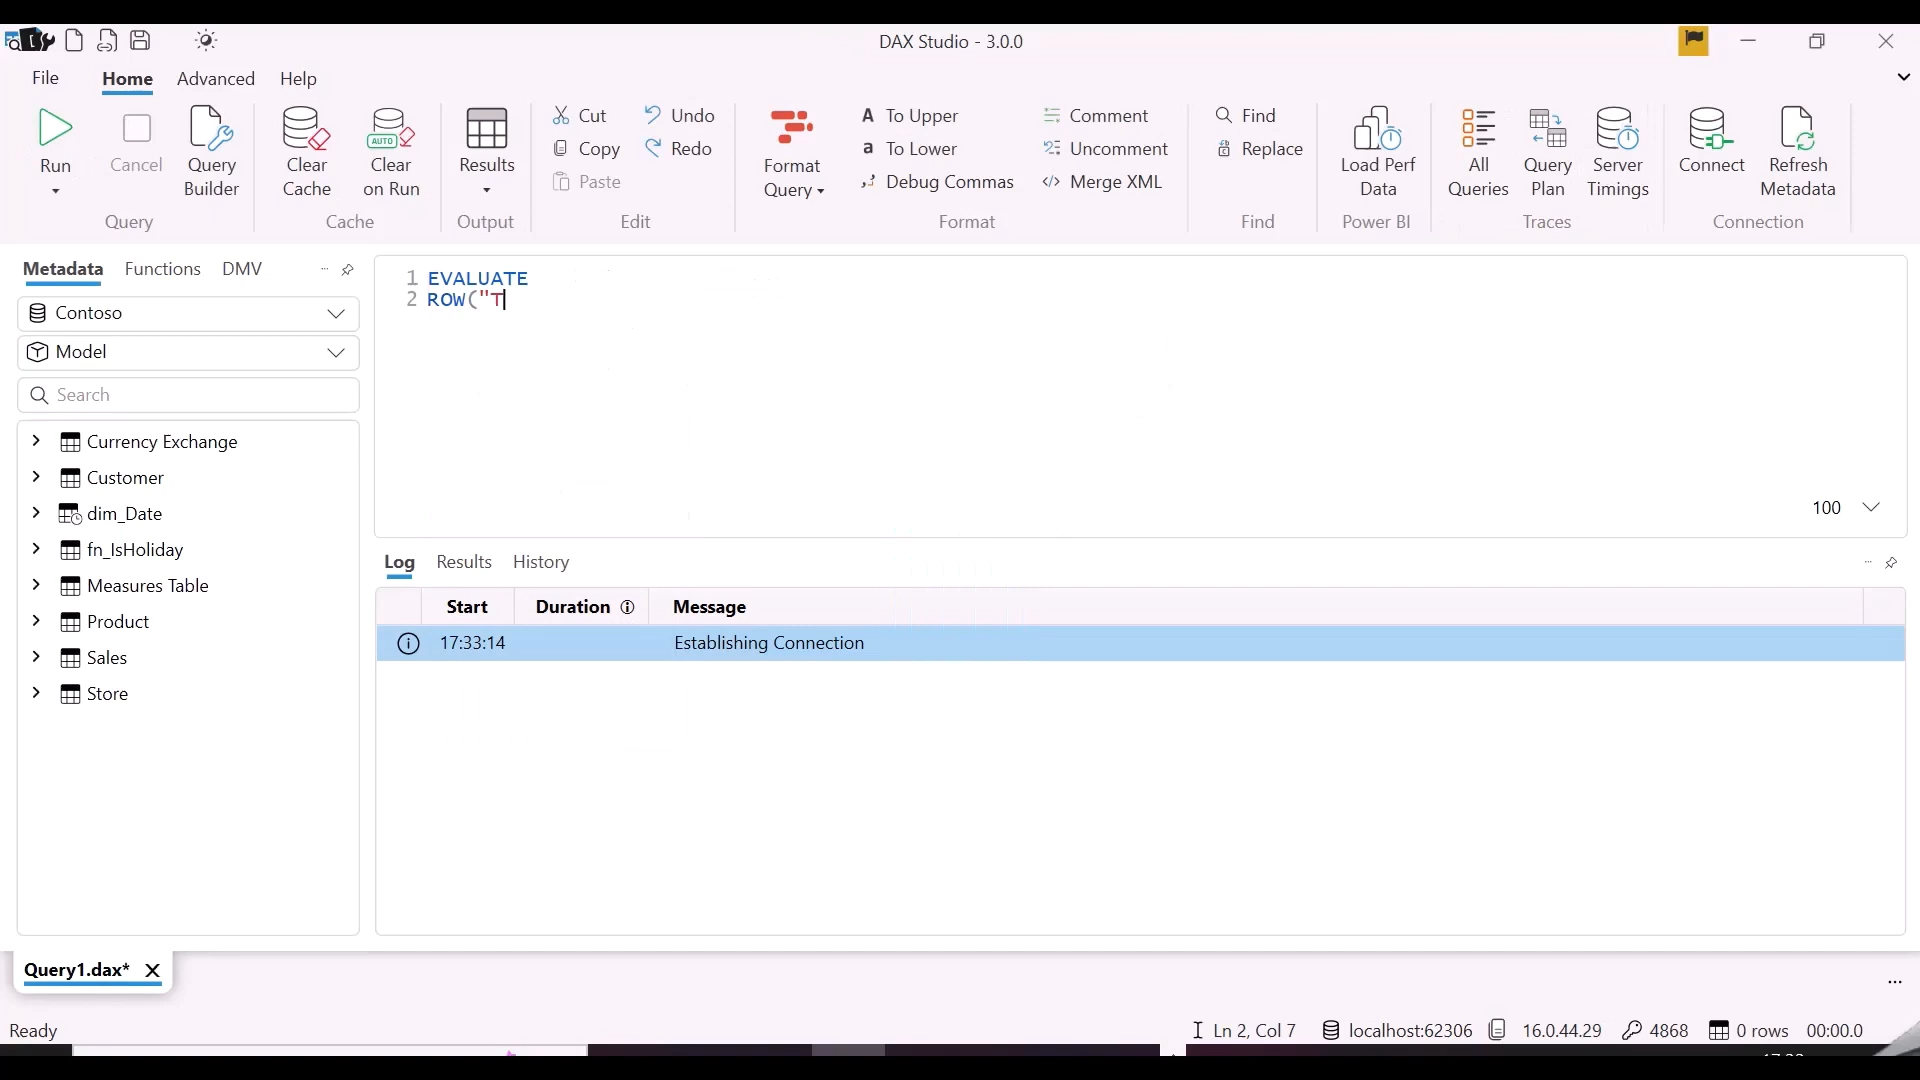 DAX Studio - 3.0.0
File Home Advanced Help
Run
Cancel
Query Builder
Query
Clear Cache
AUTO
Clear on Run
Cache
Results
Output
Cut
Copy
Paste
Undo
Redo
Edit
Format Query
A To Upper
a To Lower
Debug Commas
Comment
Uncomment
Merge XML
Format
Find
Replace
Find
Load Perf Data
Power BI
All Queries
Query Plan
Server Timings
Traces
Connect
Refresh Metadata
Connection
Metadata Functions DMV
Contoso
Model
Search
Currency Exchange
Customer
dim_Date
fn_IsHoliday
Measures Table
Product
Sales
Store
1 EVALUATE
2 ROW("T
100
Log Results History
Start Duration Message
17:33:14 Establishing Connection
Query1.dax*
Ready
Ln 2, Col 7 localhost:62306 16.0.44.29 4868 0 rows 00:00.0